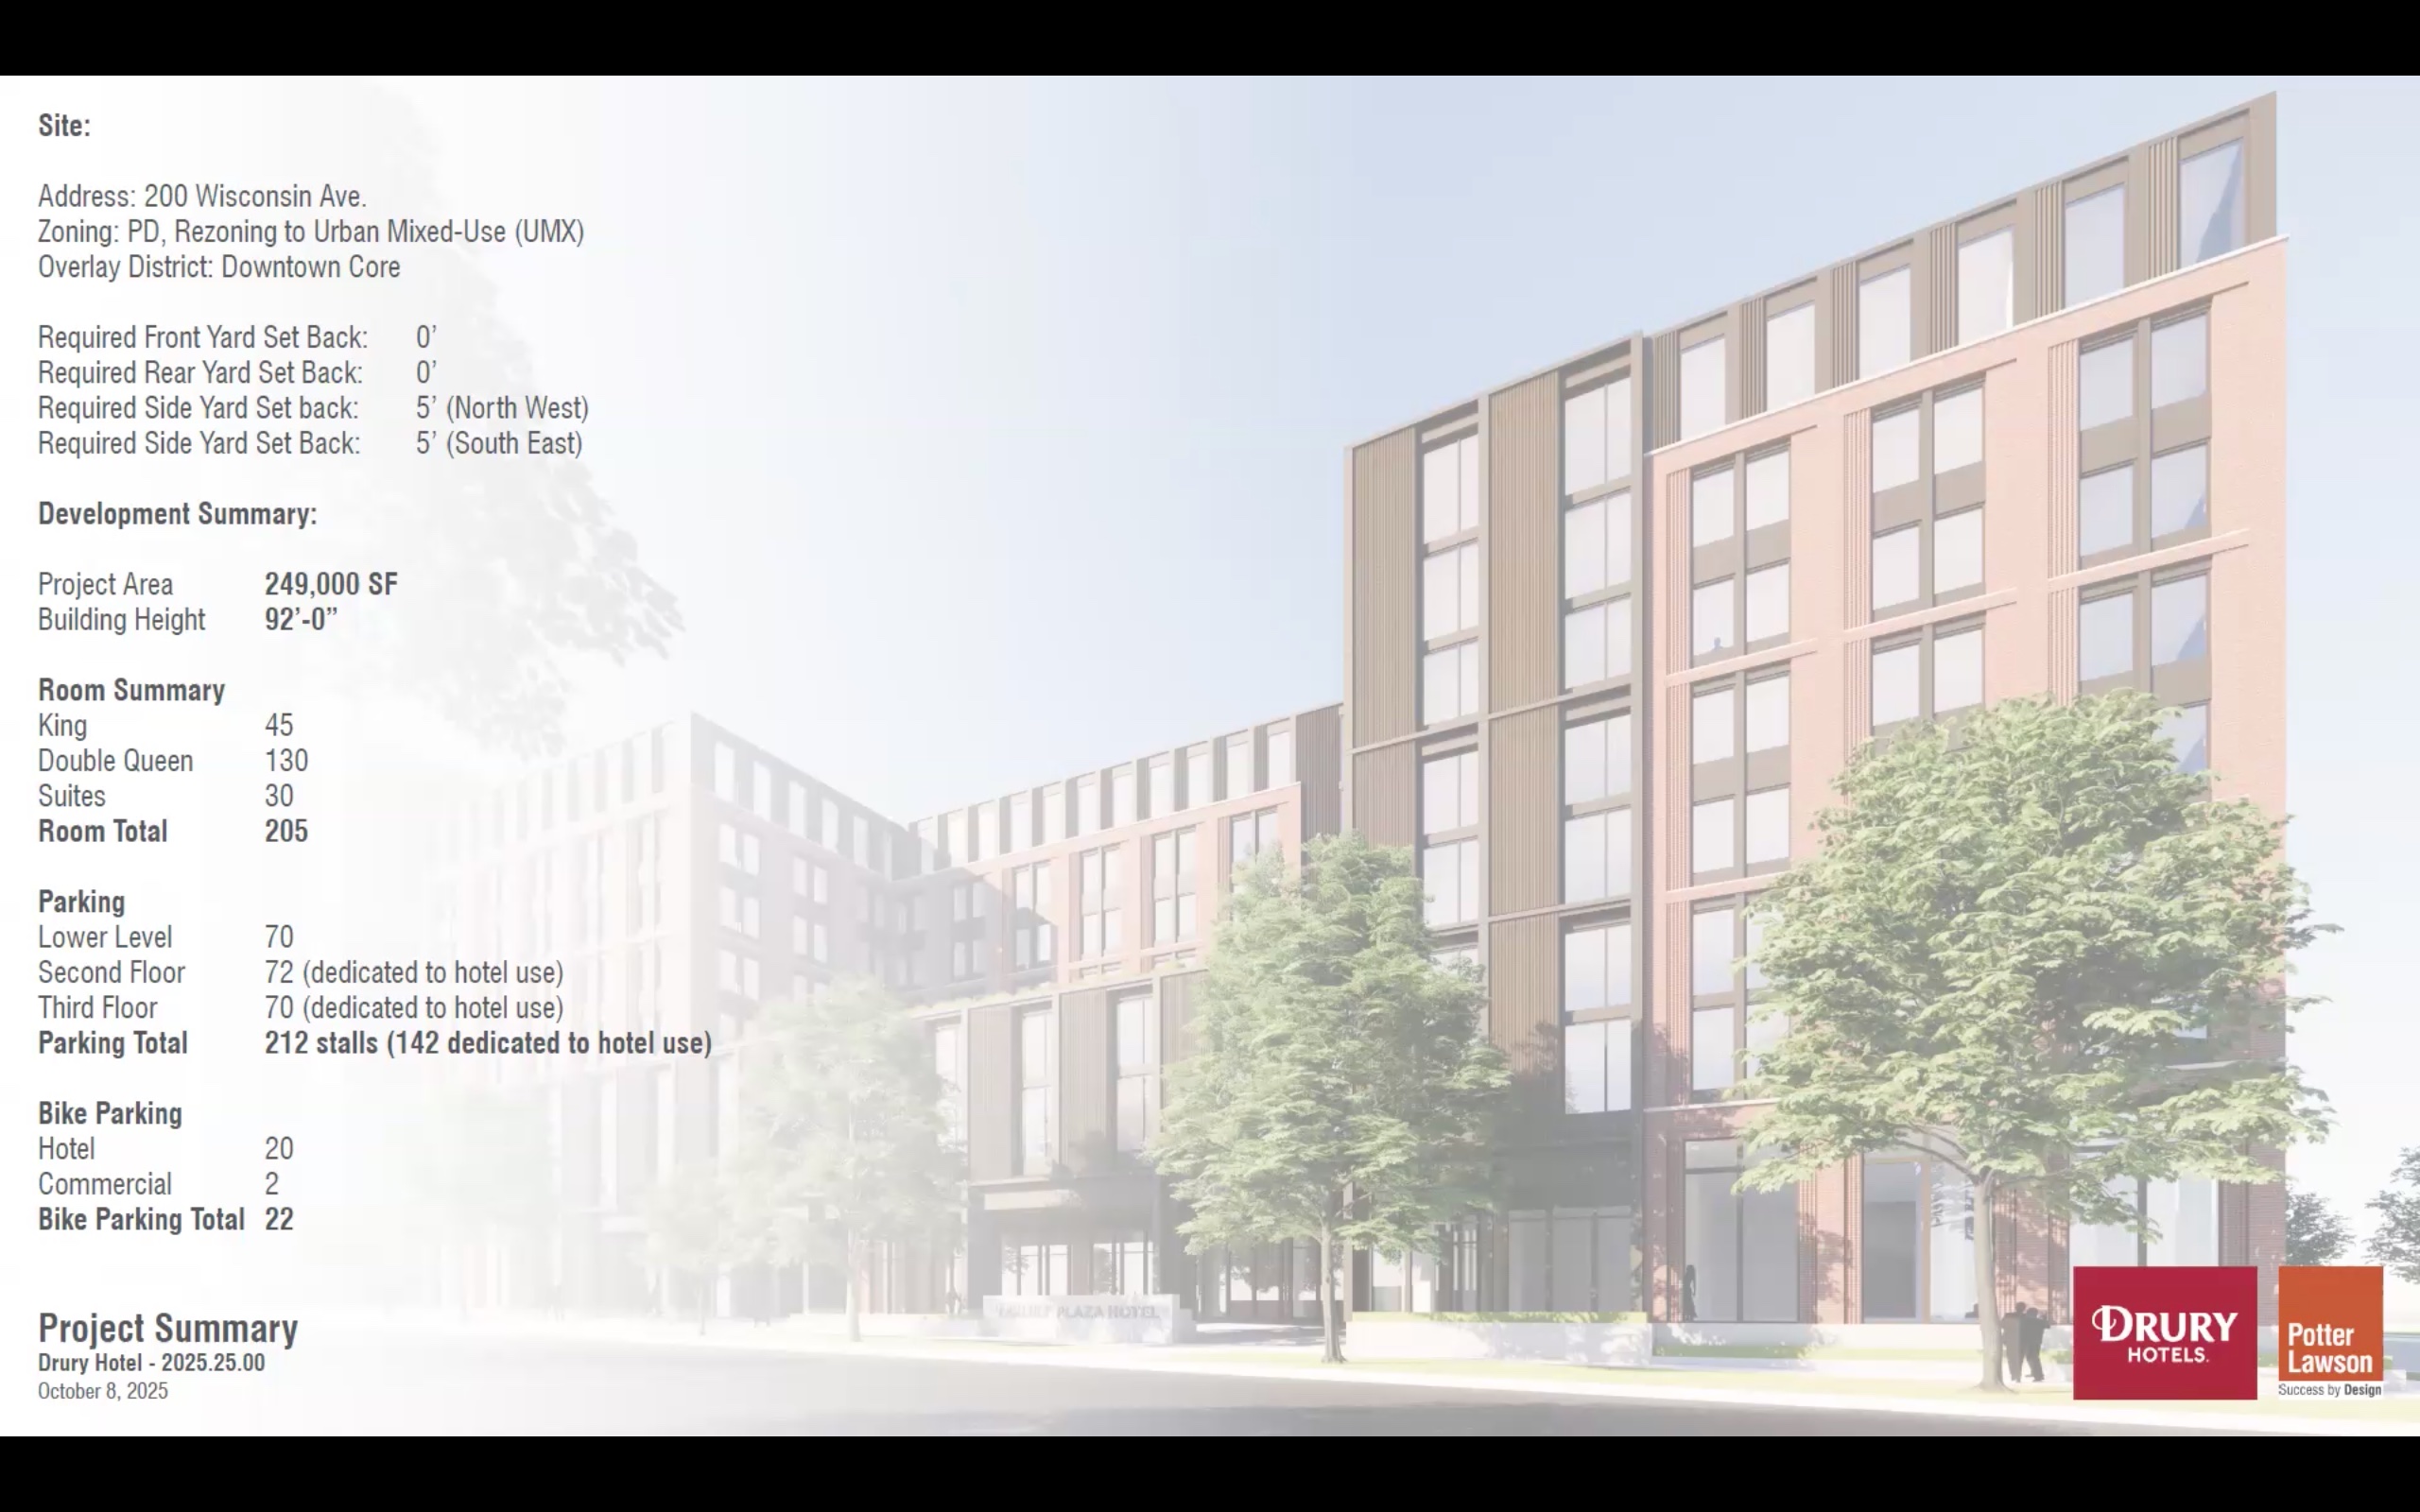 Site:
Address: 200 Wisconsin Ave.
Zoning: PD, Rezoning to Urban Mixed-Use (UMX)
Overlay District: Downtown Core
Required Front Yard Set Back: 0’
Required Rear Yard Set Back: 0’
Required Side Yard Set back: 5’ (North West)
Required Side Yard Set Back: 5’ (South East)
Development Summary:
Project Area 249,000 SF
Building Height 92’-0”
Room Summary
King 45
Double Queen 130
Suites 30
Room Total 205
Parking
Lower Level 70
Second Floor 72 (dedicated to hotel use)
Third Floor 70 (dedicated to hotel use)
Parking Total 212 stalls (142 dedicated to hotel use)
Bike Parking
Hotel 20
Commercial 2
Bike Parking Total 22
Project Summary
Drury Hotel - 2025.25.00
October 8, 2025
PLAZA HOTEL
DRURY
HOTELS.
Potter
Lawson
Success by Design